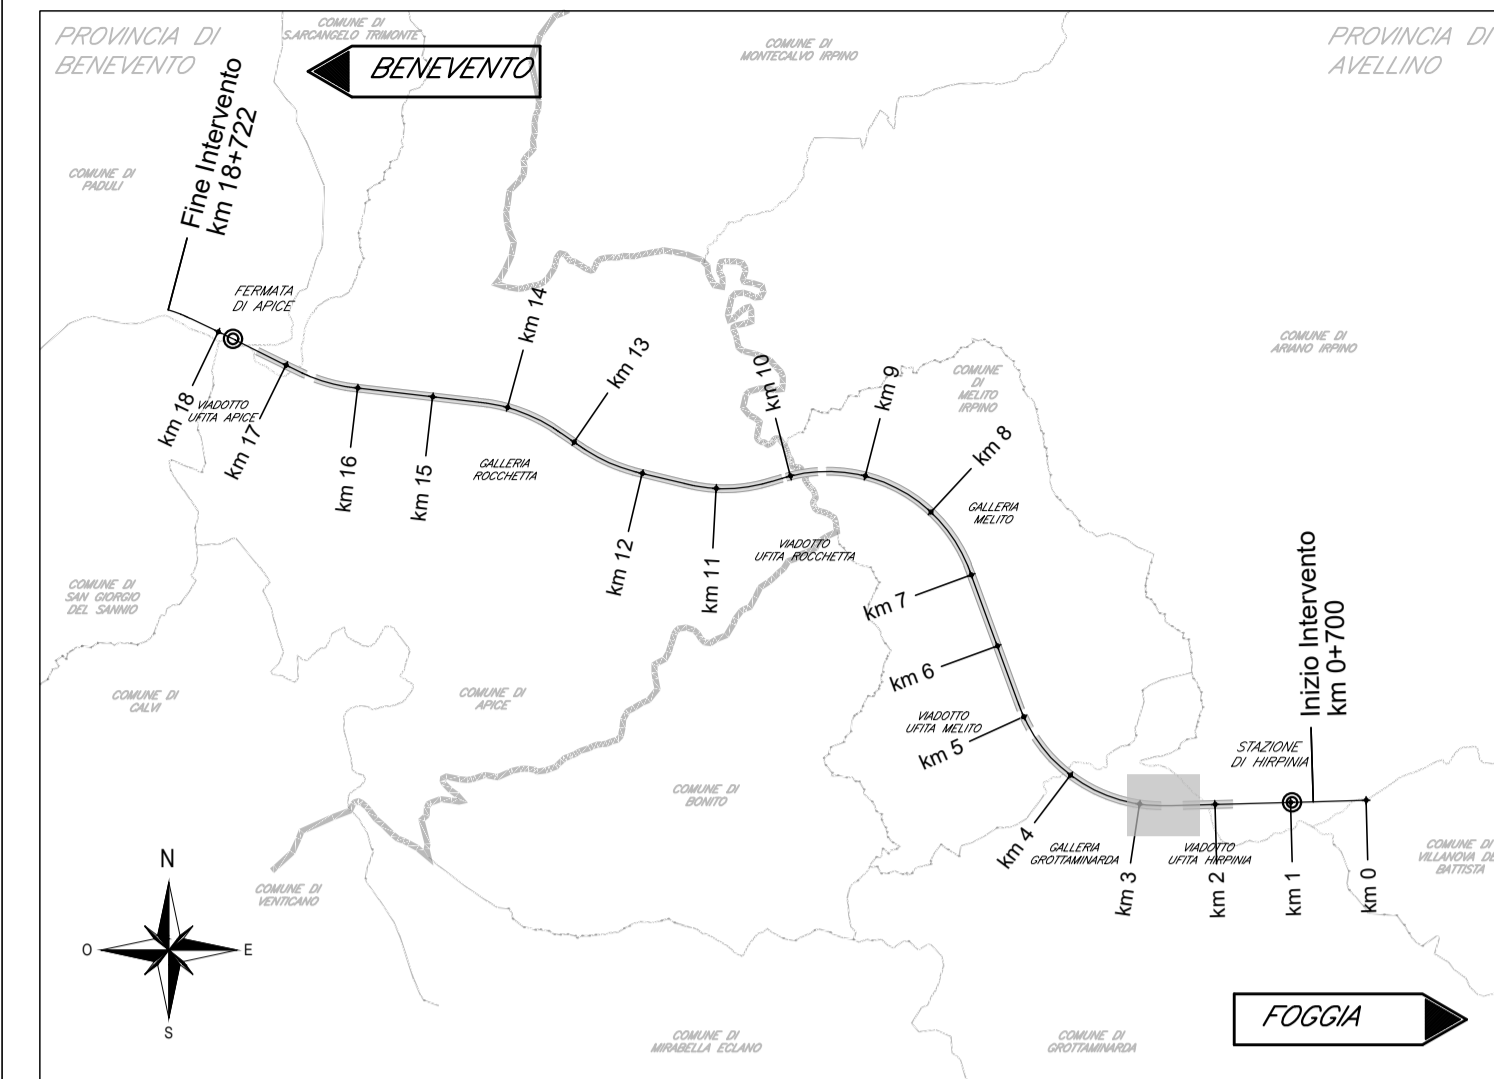 PROVINCIA DI
BENEVENTO
COMUNE DI
S.ARCANGELO TRIMONTE
BENEVENTO
COMUNE DI
MONTECALVO IRPINO
PROVINCIA DI
AVELLINO
COMUNE DI
PADULI
Fine Intervento
km 18+722
FERMATA
DI APICE
km 14
km 13
km 10
km 9
COMUNE
DI
MELITO
IRPINO
COMUNE DI
ARIANO IRPINO
km 18
VIADOTTO
UFITA APICE
km 17
km 16
km 15
GALLERIA
ROCCHETTA
km 8
GALLERIA
MELITO
km 12
km 11
VIADOTTO
UFITA ROCCHETTA
km 7
COMUNE DI
SAN GIORGIO
DEL SANNIO
Inizio Intervento
km 0+700
km 6
COMUNE DI
CALVI
COMUNE DI
APICE
VIADOTTO
UFITA MELITO
km 5
STAZIONE
DI HIRPINIA
COMUNE DI
BONITO
km 4
GALLERIA
GROTTAMINARDA
km 3
VIADOTTO
UFITA HIRPINIA
km 2
km 1
km 0
COMUNE DI
VILLANOVA DE
BATTISTA
COMUNE DI
VENTICANO
N
O
E
S
COMUNE DI
MIRABELLA ECLANO
COMUNE DI
GROTTAMINARDA
FOGGIA